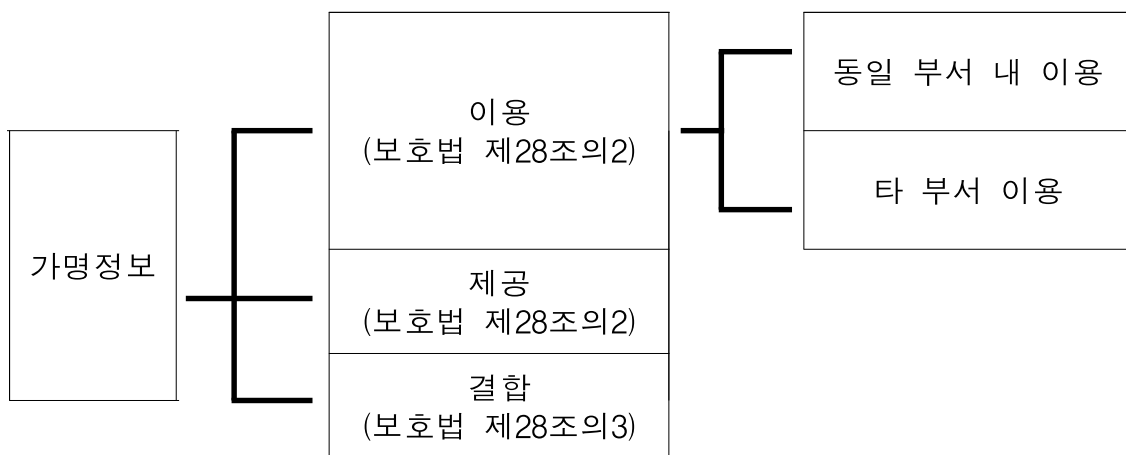 가명정보
이용
(보호법 제28조의2)
제공
(보호법 제28조의2)
결합
(보호법 제28조의3)
동일 부서 내 이용
타 부서 이용